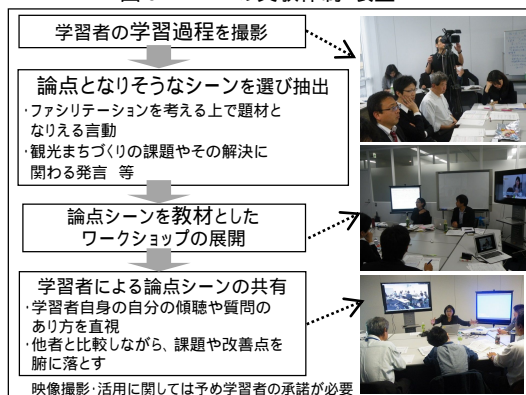 学習者の学習過程を撮影
論点となりそうなシーンを選び抽出
・ファシリテーションを考える上で題材と
なりえる言動
・観光まちづくりの課題やその解決に
関わる発言 等
論点シーンを教材とした
ワークショップの展開
学習者による論点シーンの共有
・学習者自身の自分の傾聴や質問の
あり方を直視
・他者と比較しながら、課題や改善点を
腑に落とす
映像撮影・活用に関しては予め学習者の承諾が必要